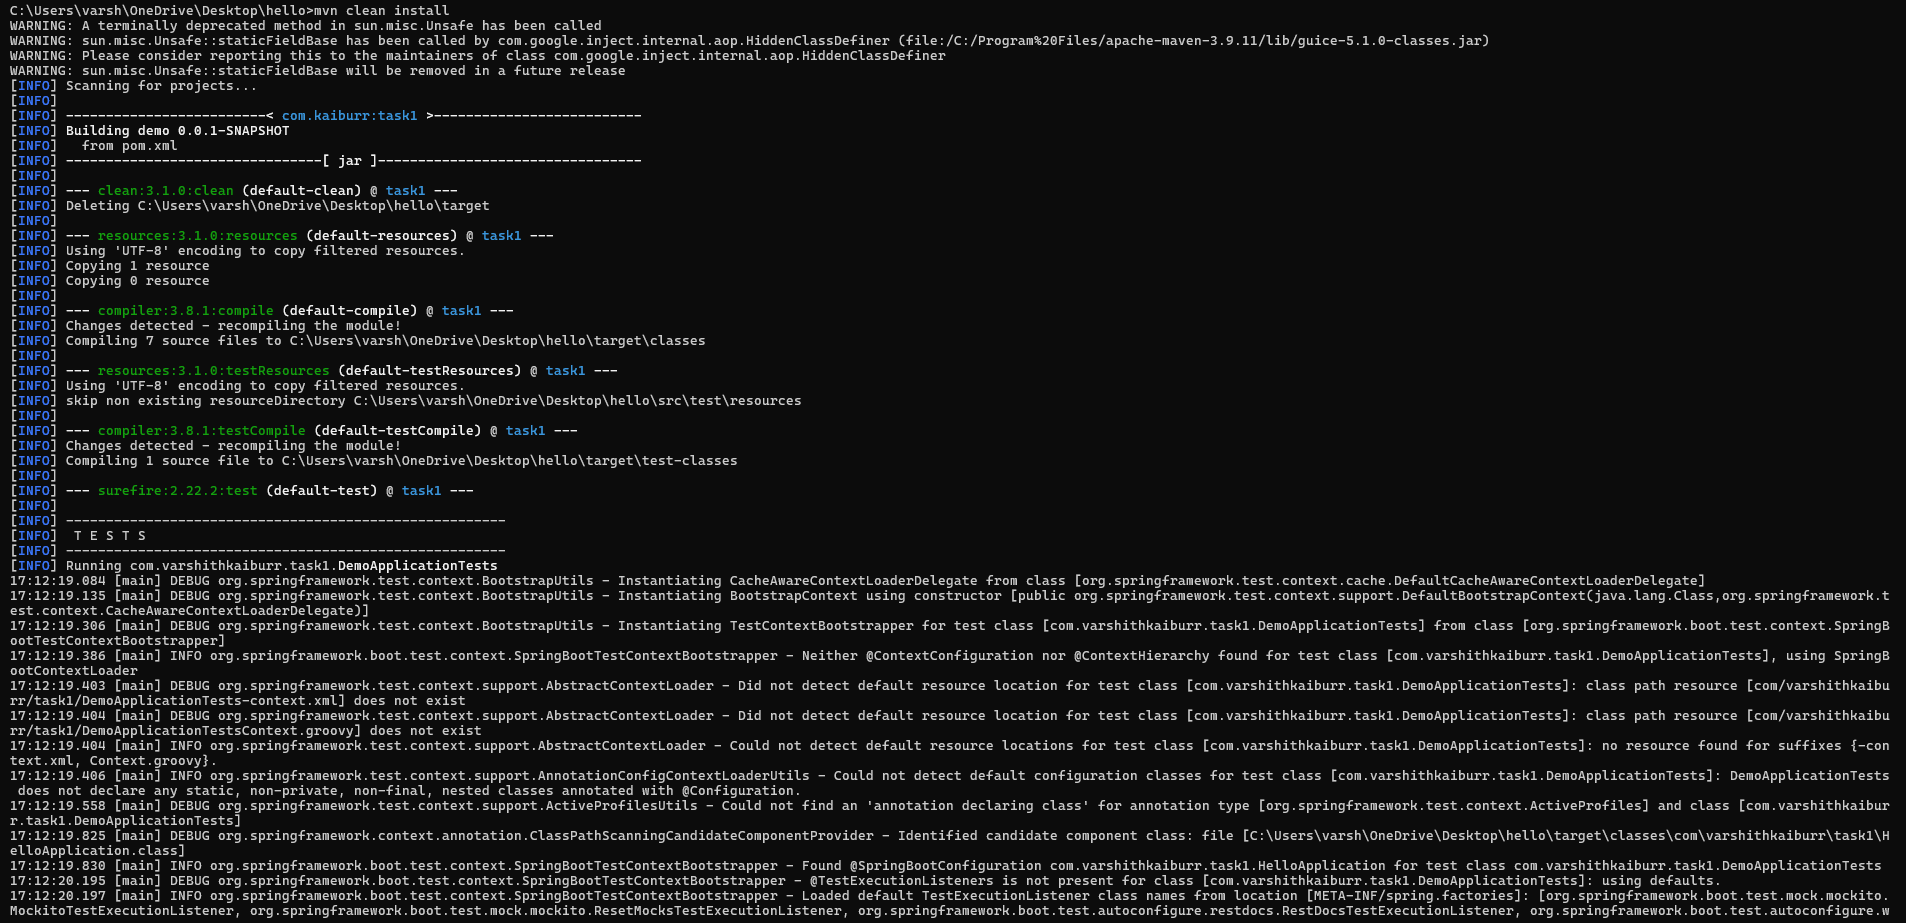 C:\Users\varsh\OneDrive\Desktop\hello>mvn clean install
WARNING: A terminally deprecated method in sun.misc.Unsafe has been called
WARNING: sun.misc.Unsafe::staticFieldBase has been called by com.google.inject.internal.aop.HiddenClassDefiner (file:/C:/Program%20Files/apache-maven-3.9.11/lib/guice-5.1.0-classes.jar)
WARNING: Please consider reporting this to the maintainers of class com.google.inject.internal.aop.HiddenClassDefiner
WARNING: sun.misc.Unsafe::staticFieldBase will be removed in a future release
[INFO] Scanning for projects...
[INFO]
[INFO] -------------------------< com.kaiburr:task1 >--------------------------
[INFO] Building demo 0.0.1-SNAPSHOT
[INFO]   from pom.xml
[INFO] --------------------------------[ jar ]---------------------------------
[INFO]
[INFO] --- clean:3.1.0:clean (default-clean) @ task1 ---
[INFO] Deleting C:\Users\varsh\OneDrive\Desktop\hello\target
[INFO]
[INFO] --- resources:3.1.0:resources (default-resources) @ task1 ---
[INFO] Using 'UTF-8' encoding to copy filtered resources.
[INFO] Copying 1 resource
[INFO] Copying 0 resource
[INFO]
[INFO] --- compiler:3.8.1:compile (default-compile) @ task1 ---
[INFO] Changes detected - recompiling the module!
[INFO] Compiling 7 source files to C:\Users\varsh\OneDrive\Desktop\hello\target\classes
[INFO]
[INFO] --- resources:3.1.0:testResources (default-testResources) @ task1 ---
[INFO] Using 'UTF-8' encoding to copy filtered resources.
[INFO] skip non existing resourceDirectory C:\Users\varsh\OneDrive\Desktop\hello\src\test\resources
[INFO]
[INFO] --- compiler:3.8.1:testCompile (default-testCompile) @ task1 ---
[INFO] Changes detected - recompiling the module!
[INFO] Compiling 1 source file to C:\Users\varsh\OneDrive\Desktop\hello\target\test-classes
[INFO]
[INFO] --- surefire:2.22.2:test (default-test) @ task1 ---
[INFO]
[INFO] -------------------------------------------------------
[INFO]  T E S T S
[INFO] -------------------------------------------------------
[INFO] Running com.varshithkaiburr.task1.DemoApplicationTests
17:12:19.084 [main] DEBUG org.springframework.test.context.BootstrapUtils - Instantiating CacheAwareContextLoaderDelegate from class [org.springframework.test.context.cache.DefaultCacheAwareContextLoaderDelegate]
17:12:19.135 [main] DEBUG org.springframework.test.context.BootstrapUtils - Instantiating BootstrapContext using constructor [public org.springframework.test.context.support.DefaultBootstrapContext(java.lang.Class,org.springframework.t
est.context.CacheAwareContextLoaderDelegate)]
17:12:19.306 [main] DEBUG org.springframework.test.context.BootstrapUtils - Instantiating TestContextBootstrapper for test class [com.varshithkaiburr.task1.DemoApplicationTests] from class [org.springframework.boot.test.context.SpringB
ootTestContextBootstrapper]
17:12:19.386 [main] INFO org.springframework.boot.test.context.SpringBootTestContextBootstrapper - Neither @ContextConfiguration nor @ContextHierarchy found for test class [com.varshithkaiburr.task1.DemoApplicationTests], using SpringB
ootContextLoader
17:12:19.403 [main] DEBUG org.springframework.test.context.support.AbstractContextLoader - Did not detect default resource location for test class [com.varshithkaiburr.task1.DemoApplicationTests]: class path resource [com/varshithkaibu
rr/task1/DemoApplicationTests-context.xml] does not exist
17:12:19.404 [main] DEBUG org.springframework.test.context.support.AbstractContextLoader - Did not detect default resource location for test class [com.varshithkaiburr.task1.DemoApplicationTests]: class path resource [com/varshithkaibu
rr/task1/DemoApplicationTestsContext.groovy] does not exist
17:12:19.404 [main] INFO org.springframework.test.context.support.AbstractContextLoader - Could not detect default resource locations for test class [com.varshithkaiburr.task1.DemoApplicationTests]: no resource found for suffixes {-con
text.xml, Context.groovy}.
17:12:19.406 [main] INFO org.springframework.test.context.support.AnnotationConfigContextLoaderUtils - Could not detect default configuration classes for test class [com.varshithkaiburr.task1.DemoApplicationTests]: DemoApplicationTests
 does not declare any static, non-private, non-final, nested classes annotated with @Configuration.
17:12:19.558 [main] DEBUG org.springframework.test.context.support.ActiveProfilesUtils - Could not find an 'annotation declaring class' for annotation type [org.springframework.test.context.ActiveProfiles] and class [com.varshithkaibur
r.task1.DemoApplicationTests]
17:12:19.825 [main] DEBUG org.springframework.context.annotation.ClassPathScanningCandidateComponentProvider - Identified candidate component class: file [C:\Users\varsh\OneDrive\Desktop\hello\target\classes\com\varshithkaiburr\task1\H
elloApplication.class]
17:12:19.830 [main] INFO org.springframework.boot.test.context.SpringBootTestContextBootstrapper - Found @SpringBootConfiguration com.varshithkaiburr.task1.HelloApplication for test class com.varshithkaiburr.task1.DemoApplicationTests
17:12:20.195 [main] DEBUG org.springframework.boot.test.context.SpringBootTestContextBootstrapper - @TestExecutionListeners is not present for class [com.varshithkaiburr.task1.DemoApplicationTests]: using defaults.
17:12:20.197 [main] INFO org.springframework.boot.test.context.SpringBootTestContextBootstrapper - Loaded default TestExecutionListener class names from location [META-INF/spring.factories]: [org.springframework.boot.test.mock.mockito.
MockitoTestExecutionListener, org.springframework.boot.test.mock.mockito.ResetMocksTestExecutionListener, org.springframework.boot.test.autoconfigure.restdocs.RestDocsTestExecutionListener, org.springframework.boot.test.autoconfigure.w